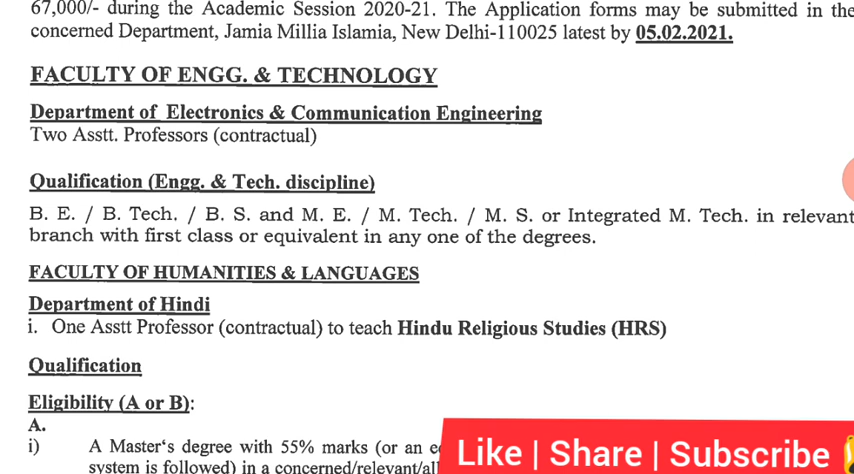 67,000/- during the Academic Session 2020-21. The Application forms may be submitted in the
concerned Department, Jamia Millia Islamia, New Delhi-110025 latest by 05.02.2021.
FACULTY OF ENGG. & TECHNOLOGY
Department of Electronics & Communication Engineering
Two Asstt. Professors (contractual)
Qualification (Engg. & Tech. discipline)
B. E. / B. Tech. / B. S. and M. E. / M. Tech. / M. S. or Integrated M. Tech. in relevant
branch with first class or equivalent in any one of the degrees.
FACULTY OF HUMANITIES & LANGUAGES
Department of Hindi
i. One Asstt Professor (contractual) to teach Hindu Religious Studies (HRS)
Qualification
Eligibility (A or B):
A.
i) A Master‘s degree with 55% marks (or an
system is followed) in a concerned/relevant/
Like | Share | Subscribe